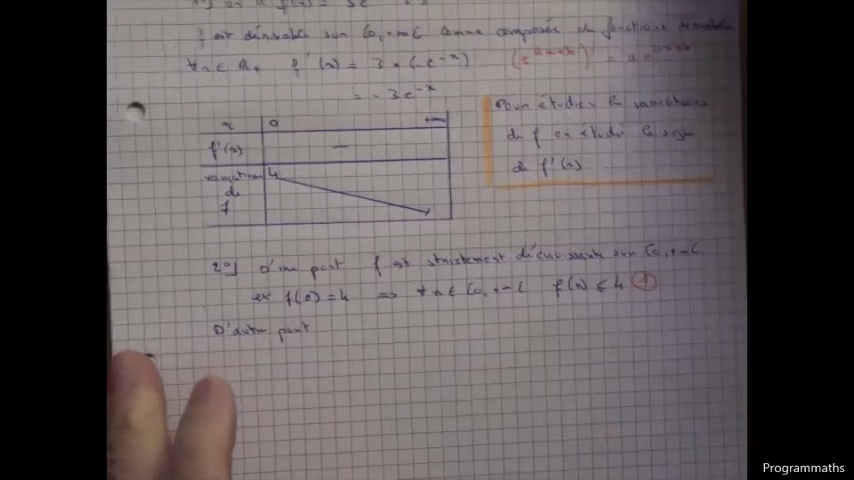 f est dérivable sur [0,+∞[ comme composée de fonctions dérivables
∀x∈ℝ+ f'(x) = 3×(-e^{-x}) (e^{ax+b})' = a e^{ax+b}
= -3e^{-x}
x 0 +∞
f'(x) —
variations de f 4
Pour étudier les variations
de f on étudie le signe
de f'(x)
2°) D'une part f est strictement décroissante sur [0,+∞[
et f(0)=4 ⇒ ∀x∈[0,+∞[ f(x) ≤ 4 ①
D'autre part
Programmaths